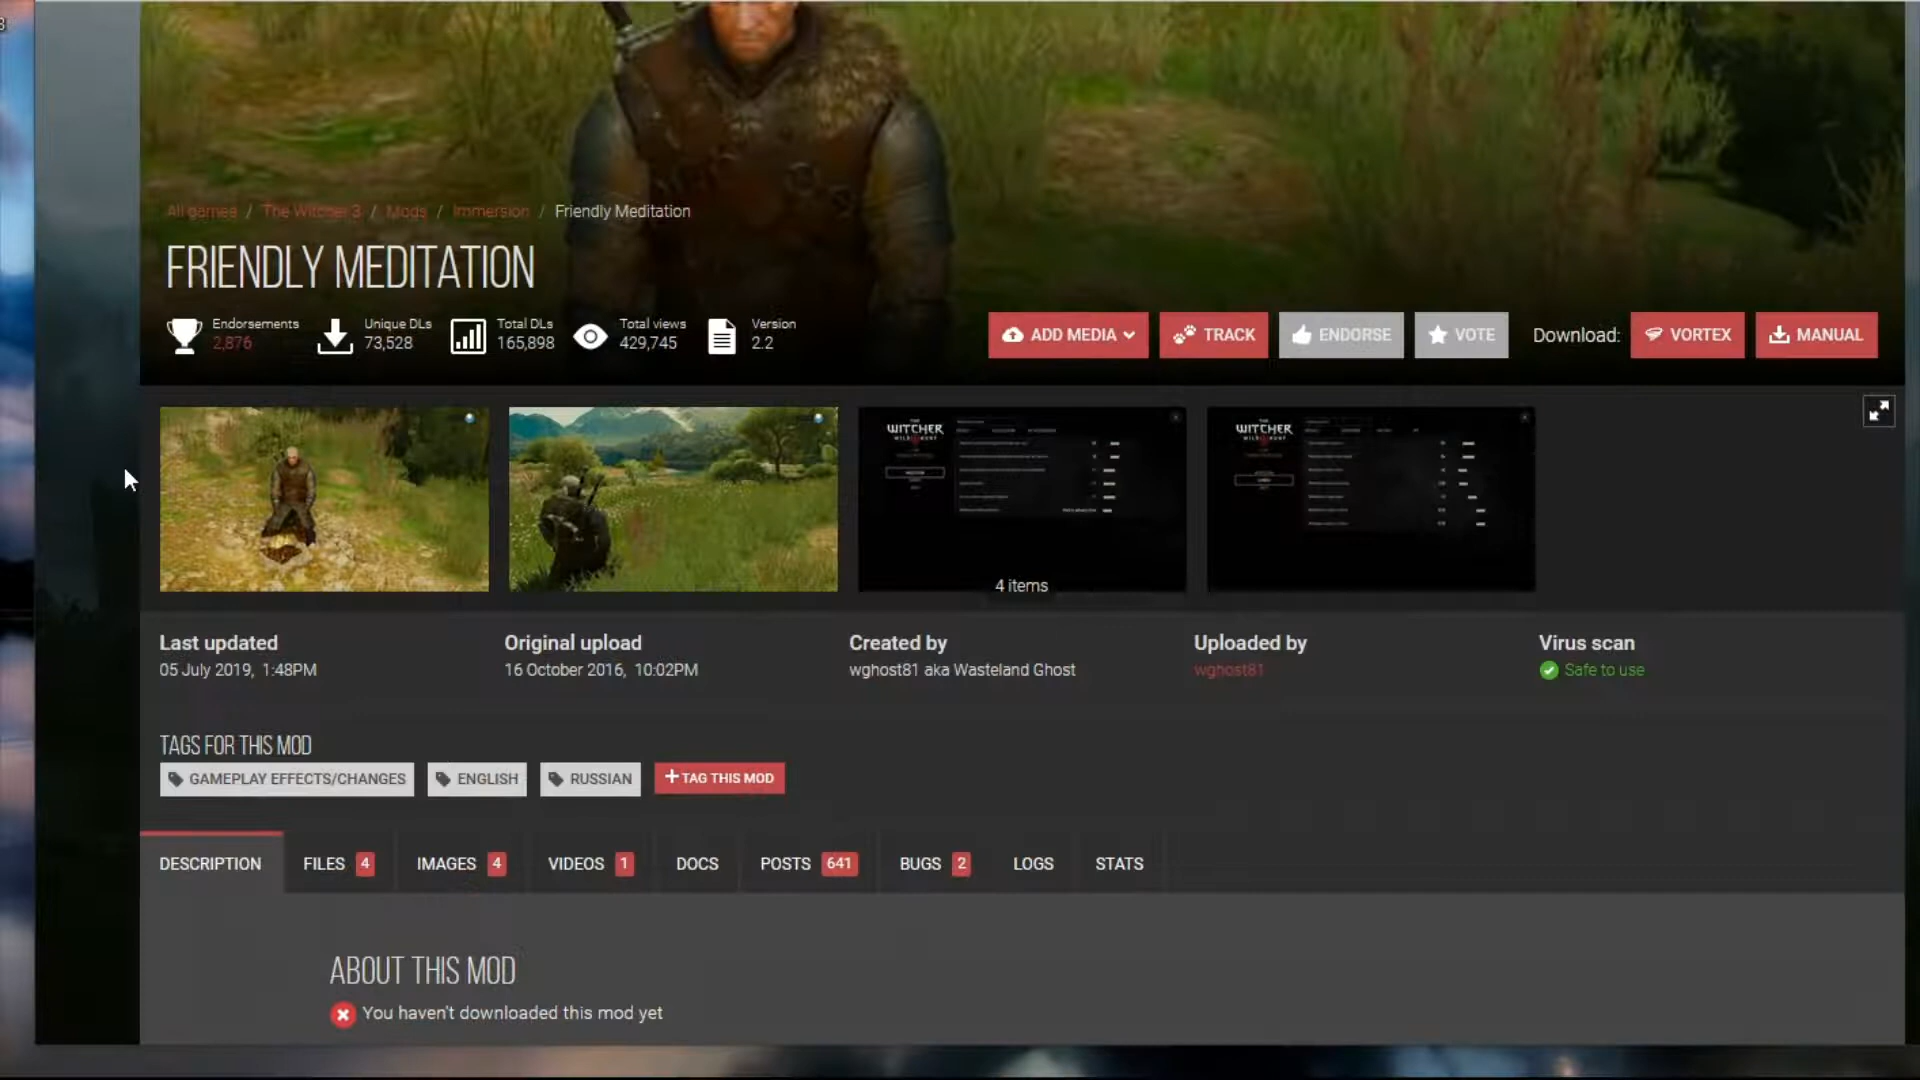 All games / The Witcher 3 / Mods / Immersion / Friendly Meditation
FRIENDLY MEDITATION
Endorsements
2,876
Unique DLs
73,528
Total DLs
165,898
Total views
429,745
Version
2.2
ADD MEDIA
TRACK
ENDORSE
VOTE
Download:
VORTEX
MANUAL
WITCHER
WILD HUNT
WITCHER
WILD HUNT
4 items
Last updated
05 July 2019, 1:48PM
Original upload
16 October 2016, 10:02PM
Created by
wghost81 aka Wasteland Ghost
Uploaded by
wghost81
Virus scan
Safe to use
TAGS FOR THIS MOD
GAMEPLAY EFFECTS/CHANGES
ENGLISH
RUSSIAN
+TAG THIS MOD
DESCRIPTION
FILES 4
IMAGES 4
VIDEOS 1
DOCS
POSTS 641
BUGS 2
LOGS
STATS
ABOUT THIS MOD
You haven't downloaded this mod yet